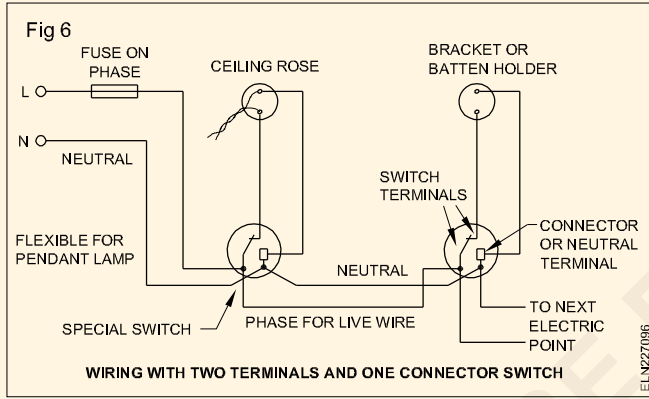 Fig 6
FUSE ON
PHASE
CEILING ROSE
BRACKET OR
BATTEN HOLDER
L
N
NEUTRAL
SWITCH
TERMINALS
FLEXIBLE FOR
PENDANT LAMP
CONNECTOR
OR NEUTRAL
TERMINAL
NEUTRAL
SPECIAL SWITCH
PHASE FOR LIVE WIRE
TO NEXT
ELECTRIC
POINT
WIRING WITH TWO TERMINALS AND ONE CONNECTOR SWITCH
ELN227096